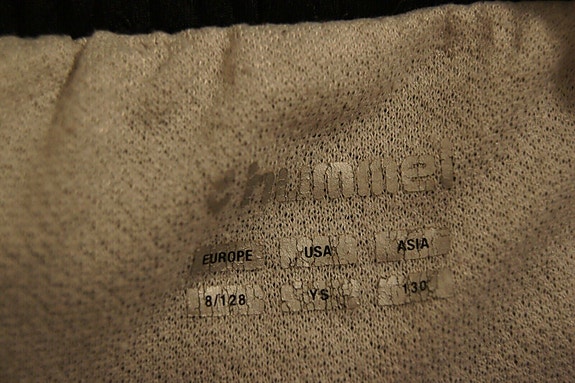 hummel
EUROPE USA ASIA
8/128 YS 130